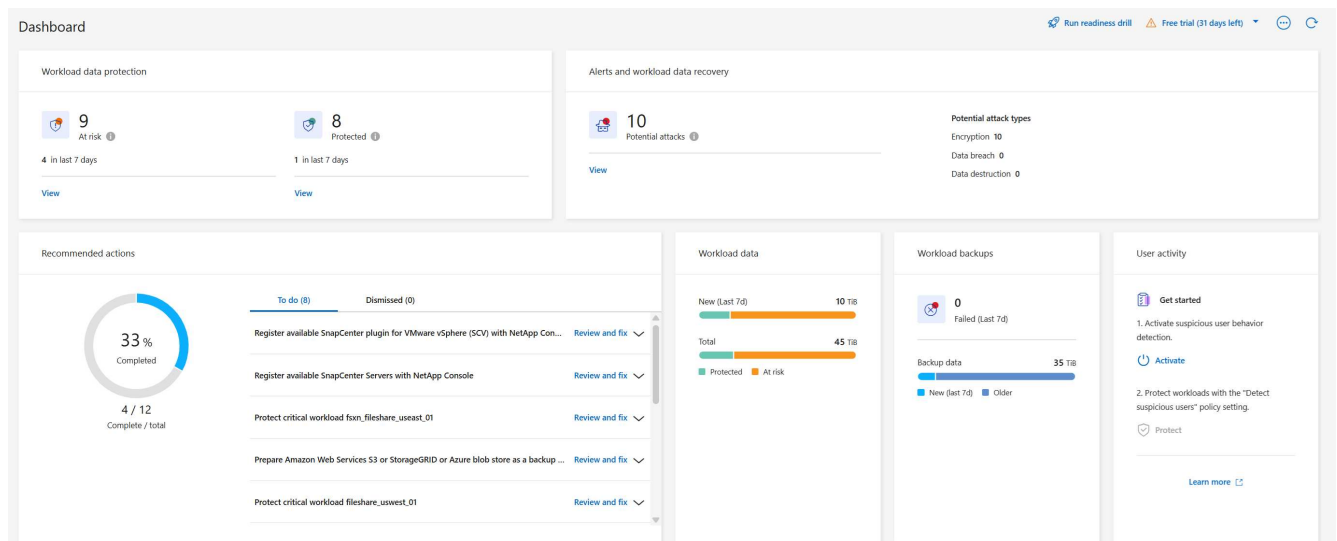 Dashboard
Run readiness drill
Free trial (31 days left)
Workload data protection
9
At risk
4 in last 7 days
View
8
Protected
1 in last 7 days
View
Alerts and workload data recovery
10
Potential attacks
View
Potential attack types
Encryption 10
Data breach 0
Data destruction 0
Recommended actions
33 %
Completed
4 / 12
Complete / total
To do (8)
Dismissed (0)
Register available SnapCenter plugin for VMware vSphere (SCV) with NetApp Con... Review and fix
Register available SnapCenter Servers with NetApp Console Review and fix
Protect critical workload fsxn_fileshare_useast_01 Review and fix
Prepare Amazon Web Services S3 or StorageGRID or Azure blob store as a backup ... Review and fix
Protect critical workload fileshare_uswest_01 Review and fix
Workload data
New (Last 7d) 10 TiB
Total 45 TiB
Protected At risk
Workload backups
0
Failed (Last 7d)
Backup data 35 TiB
New (last 7d) Older
User activity
Get started
1. Activate suspicious user behavior
detection.
Activate
2. Protect workloads with the "Detect
suspicious users" policy setting.
Protect
Learn more